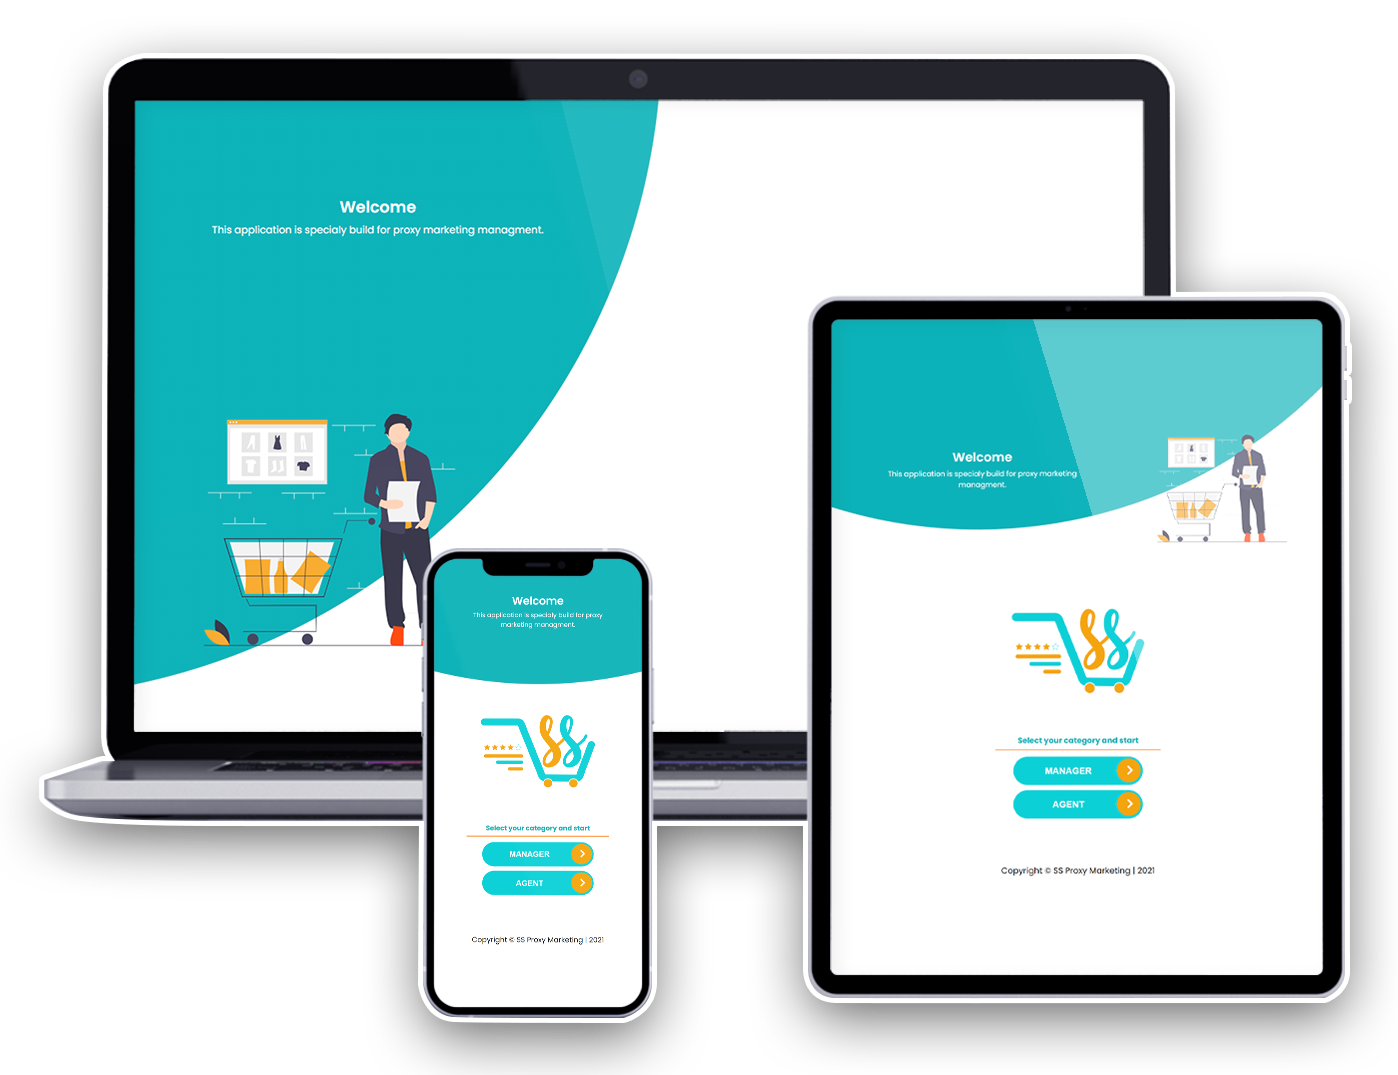 Welcome
This application is specialy build for proxy marketing managment.
Welcome
This application is specialy build for proxy
marketing managment.
SS
Select your category and start
MANAGER
AGENT
Copyright © SS Proxy Marketing | 2021
Welcome
This application is specialy build for proxy marketing
managment.
SS
Select your category and start
MANAGER
AGENT
Copyright © SS Proxy Marketing | 2021